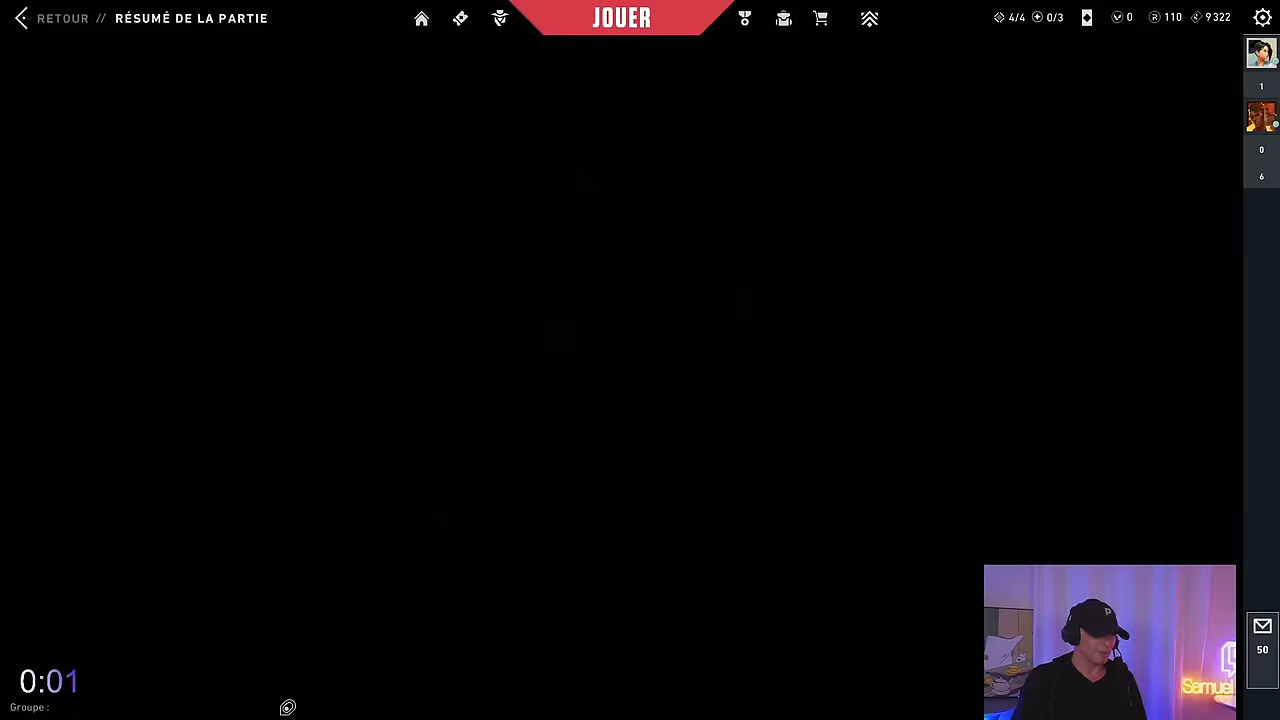 RETOUR // RÉSUMÉ DE LA PARTIE
JOUER
4/4 0/3 0 110 9322
1
0
6
50
Samuel
0:01
Groupe :